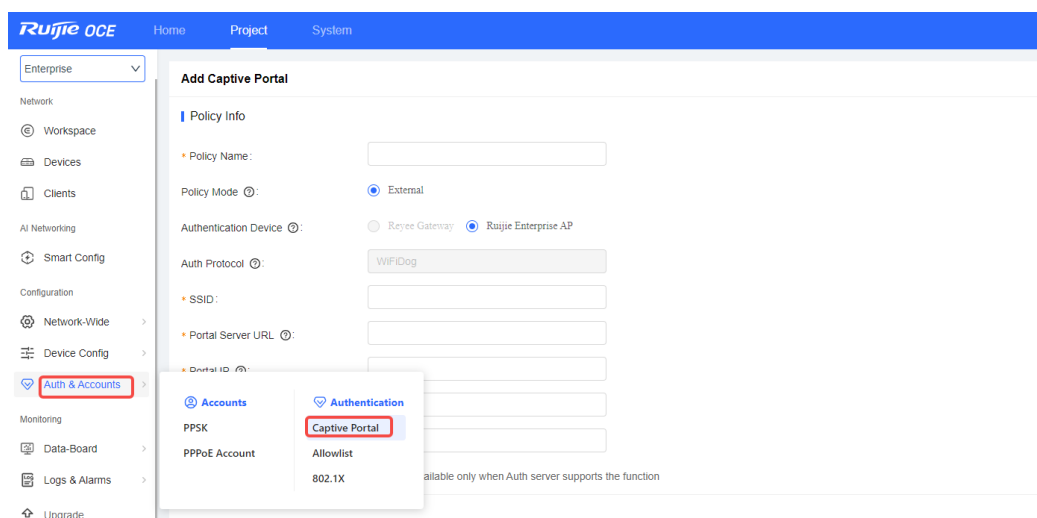 Ruijie OCE Home Project System
Enterprise
Network
Workspace
Devices
Clients
AI Networking
Smart Config
Configuration
Network-Wide
Device Config
Auth & Accounts
Monitoring
Data-Board
Logs & Alarms
Upgrade
Add Captive Portal
Policy Info
* Policy Name:
Policy Mode ?: External
Authentication Device ?: Reyee Gateway Ruijie Enterprise AP
Auth Protocol ?: WiFiDog
* SSID:
* Portal Server URL ?:
* Portal IP ?:
Accounts
PPSK
PPPoE Account
Authentication
Captive Portal
Allowlist
802.1X
ailable only when Auth server supports the function